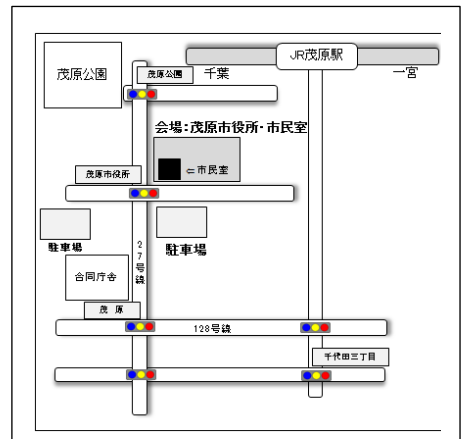 JR茂原駅
茂原公園
茂原公園
千葉
一宮
会場:茂原市役所・市民室
⇐市民室
茂原市役所
駐車場
駐車場
27号線
合同庁舎
茂 原
128号線
千代田三丁目